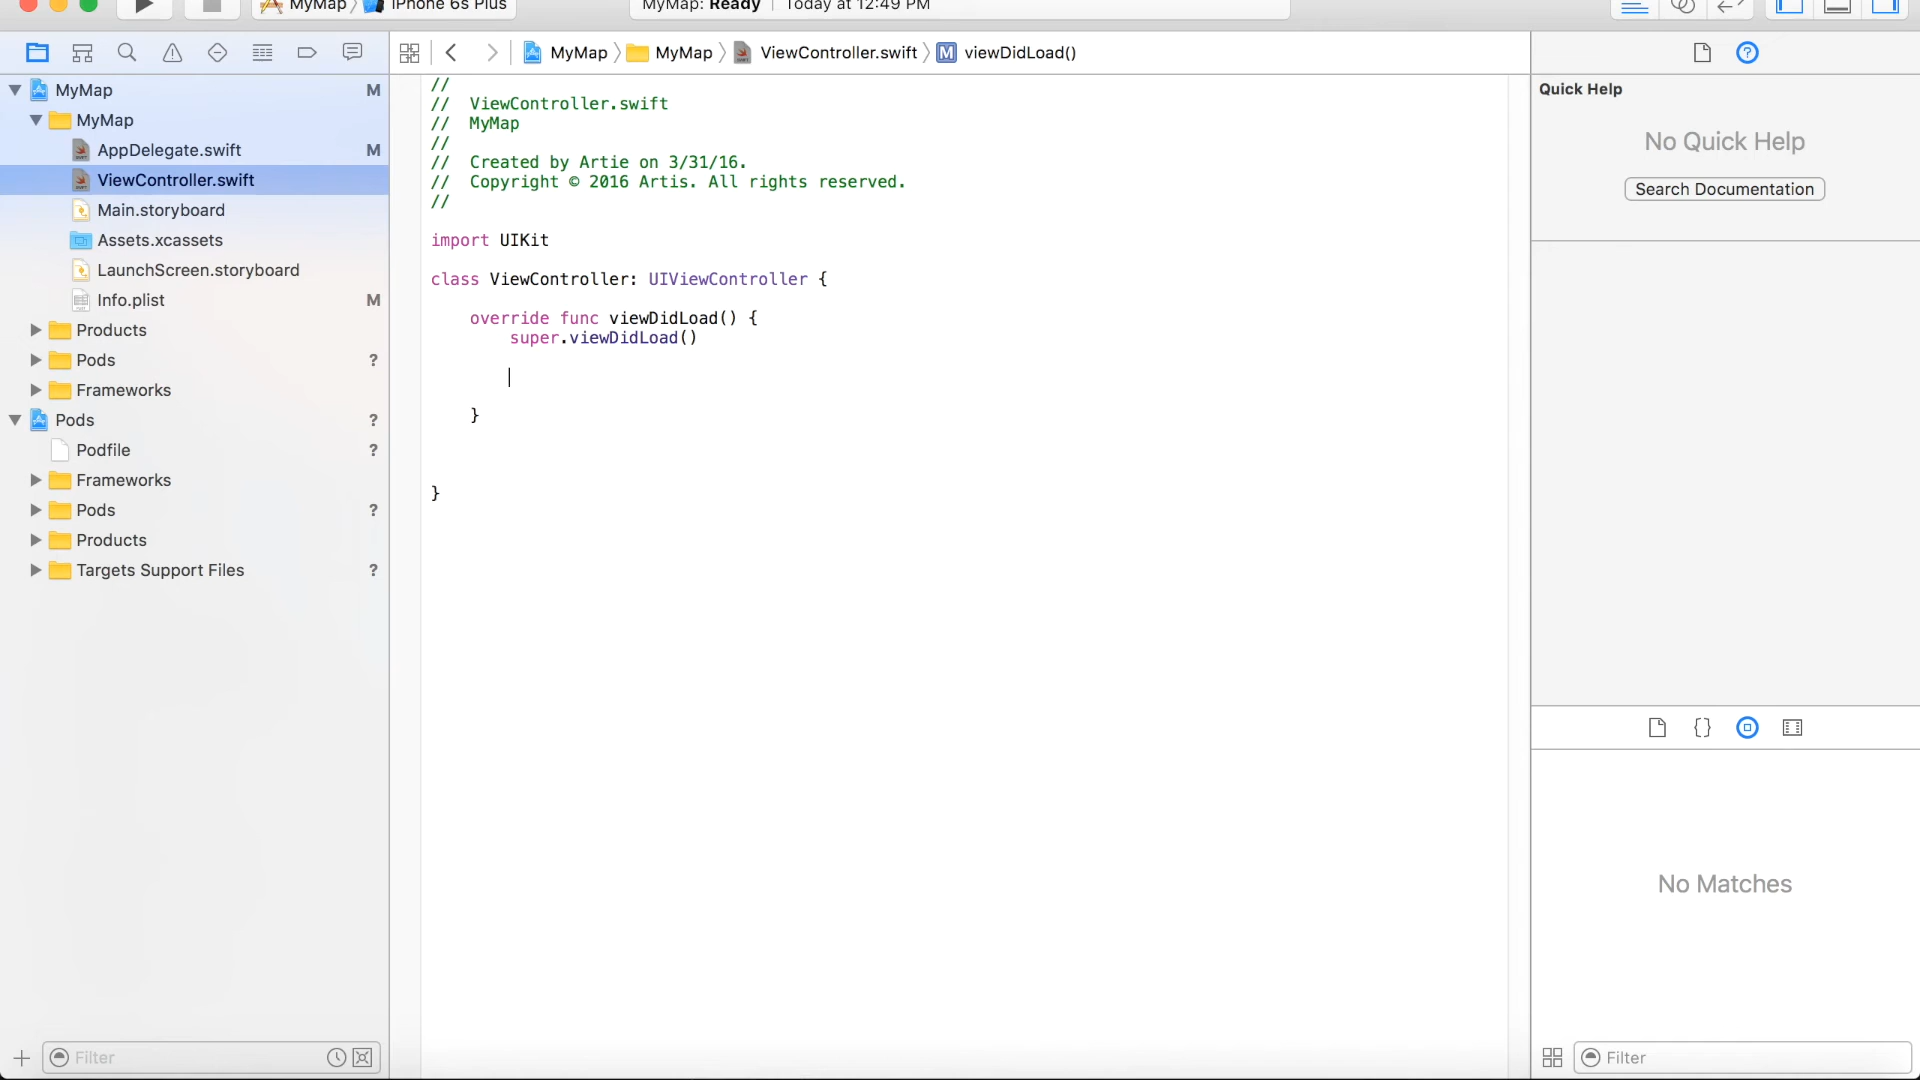 MyMap iPhone 6s Plus MyMap: Ready Today at 12:49 PM
MyMap MyMap ViewController.swift M viewDidLoad()
MyMap M
MyMap
AppDelegate.swift M
ViewController.swift
Main.storyboard
Assets.xcassets
LaunchScreen.storyboard
Info.plist M
Products
Pods ?
Frameworks
Pods ?
Podfile ?
Frameworks
Pods ?
Products
Targets Support Files ?
Filter
//
// ViewController.swift
// MyMap
//
// Created by Artie on 3/31/16.
// Copyright © 2016 Artis. All rights reserved.
//
import UIKit
class ViewController: UIViewController {
override func viewDidLoad() {
super.viewDidLoad()
}
}
Quick Help
No Quick Help
Search Documentation
{}
No Matches
Filter